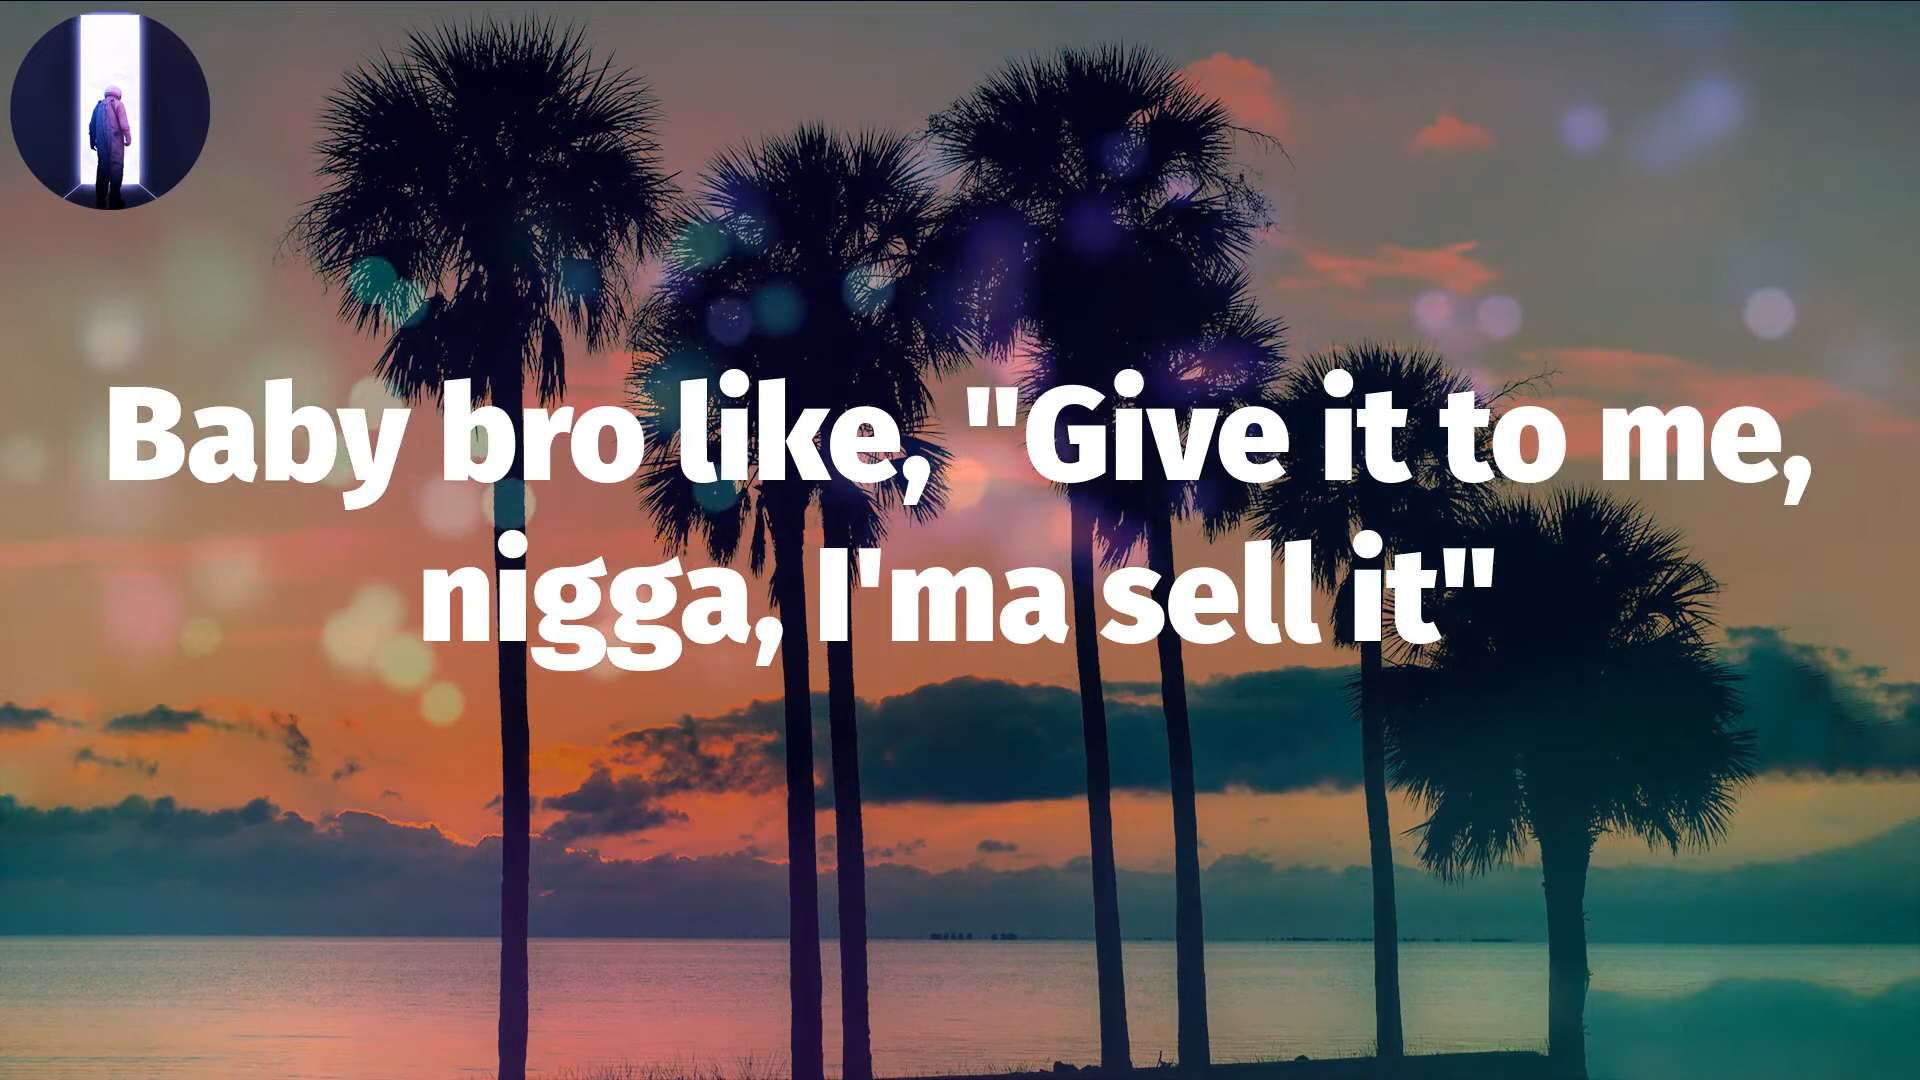 Baby bro like, "Give it to me,
nigga, I'ma sell it"